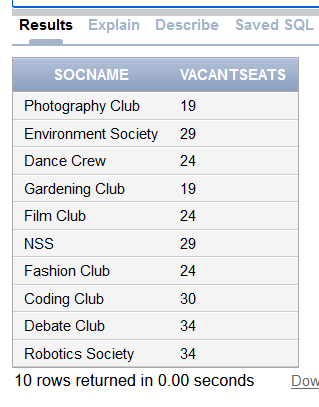 Results Explain Describe Saved SQL
SOCNAME VACANTSEATS
Photography Club 19
Environment Society 29
Dance Crew 24
Gardening Club 19
Film Club 24
NSS 29
Fashion Club 24
Coding Club 30
Debate Club 34
Robotics Society 34
10 rows returned in 0.00 seconds